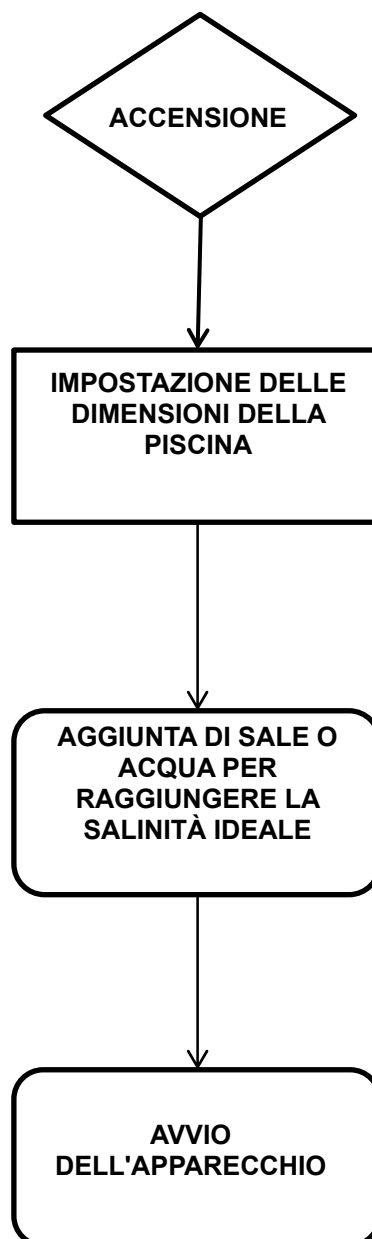 ACCENSIONE
IMPOSTAZIONE DELLE
DIMENSIONI DELLA
PISCINA
AGGIUNTA DI SALE O
ACQUA PER
RAGGIUNGERE LA
SALINITÀ IDEALE
AVVIO
DELL'APPARECCHIO